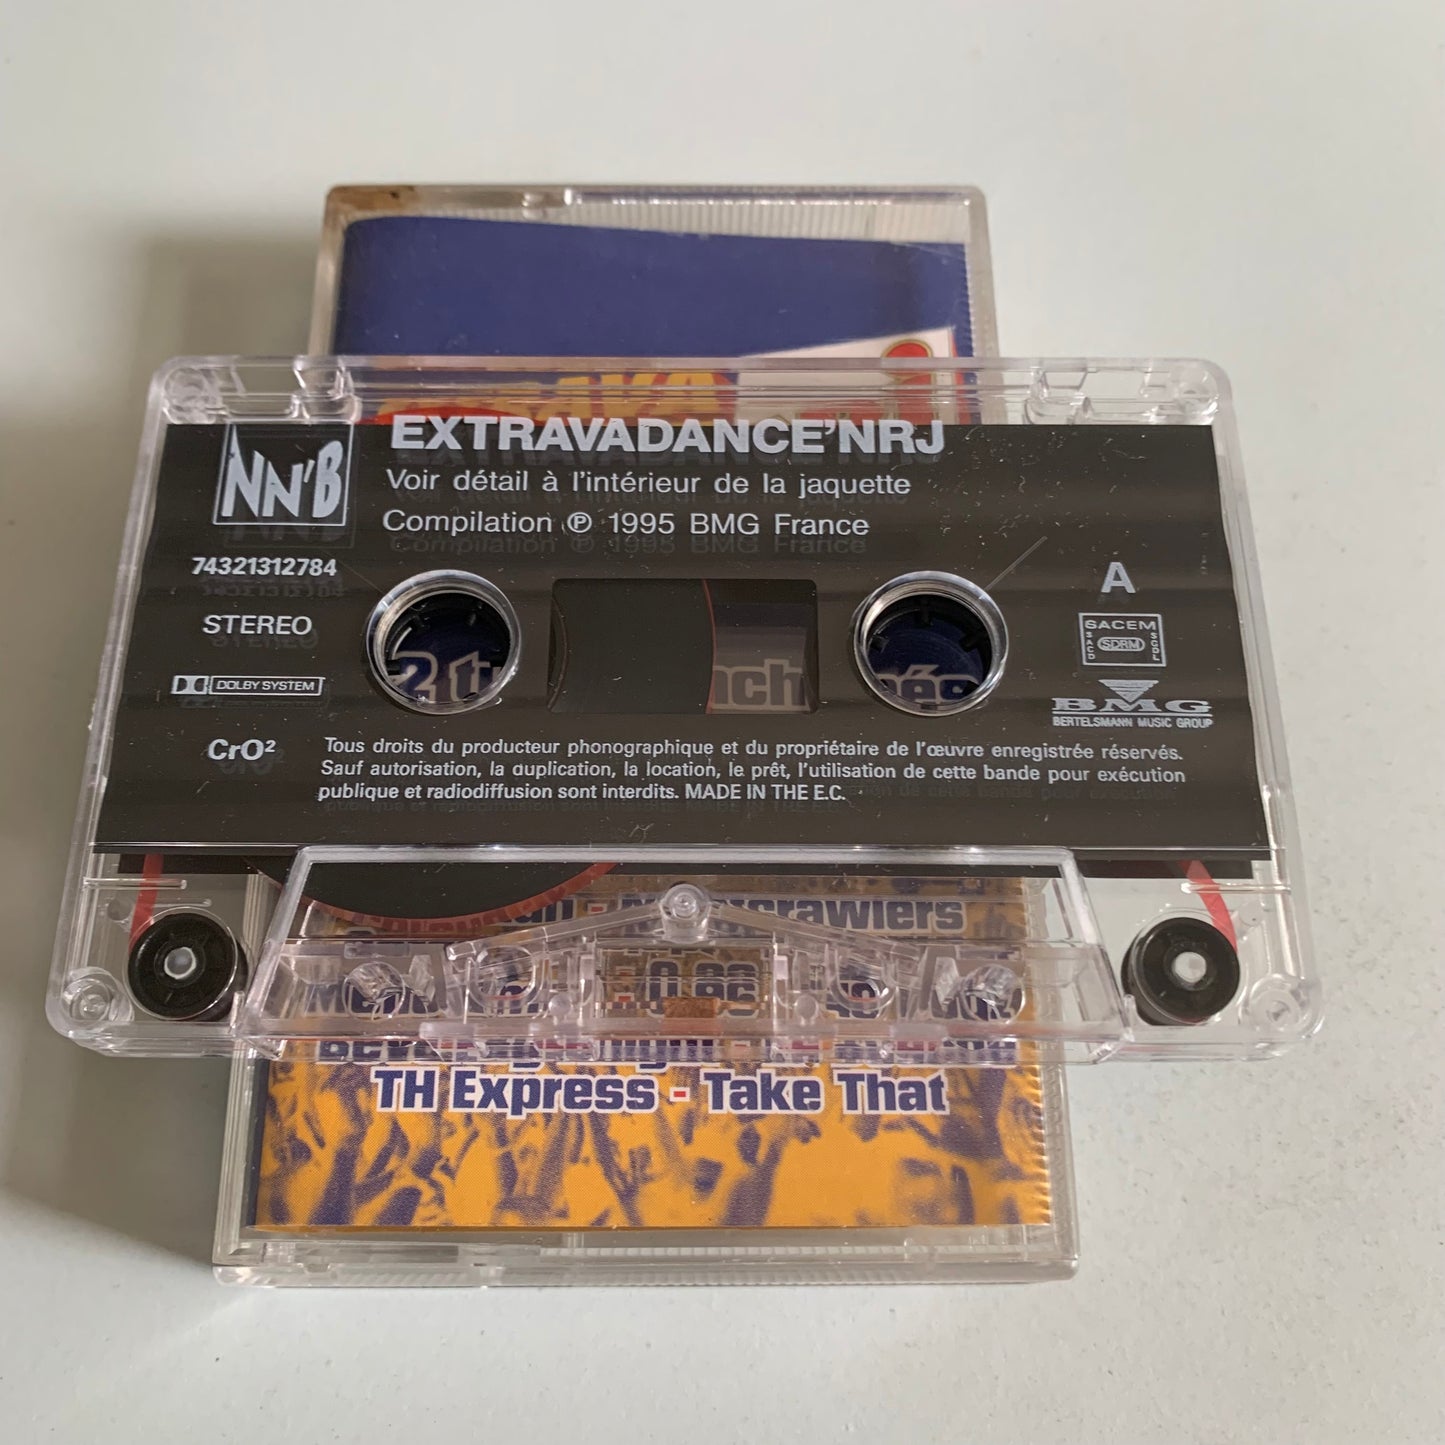 NN'B
EXTRAVADANCE'NRJ
Voir détail à l'intérieur de la jaquette
Compilation ℗ 1995 BMG France
74321312784
STEREO
DOLBY SYSTEM
CrO²
A
SACEM
SACD
SDRM
SGDL
BMG
BERTELSMANN MUSIC GROUP
Tous droits du producteur phonographique et du propriétaire de l'œuvre enregistrée réservés.
Sauf autorisation, la duplication, la location, le prêt, l'utilisation de cette bande pour exécution
publique et radiodiffusion sont interdits. MADE IN THE E.C.
TH Express - Take That